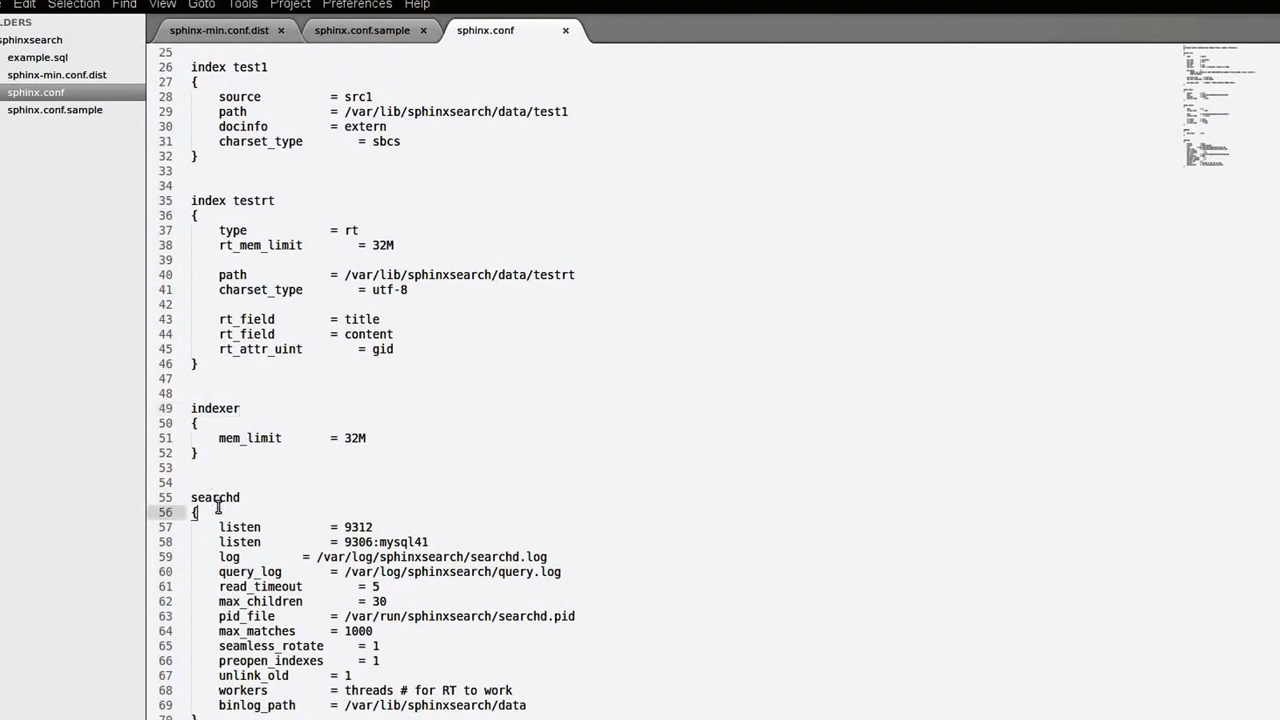 Edit Selection Find View Goto Tools Project Preferences Help
LDERS
sphinxsearch
example.sql
sphinx-min.conf.dist
sphinx.conf
sphinx.conf.sample
sphinx-min.conf.dist × sphinx.conf.sample × sphinx.conf ×
25
26 index test1
27 {
28 source = src1
29 path = /var/lib/sphinxsearch/data/test1
30 docinfo = extern
31 charset_type = sbcs
32 }
33
34
35 index testrt
36 {
37 type = rt
38 rt_mem_limit = 32M
39
40 path = /var/lib/sphinxsearch/data/testrt
41 charset_type = utf-8
42
43 rt_field = title
44 rt_field = content
45 rt_attr_uint = gid
46 }
47
48
49 indexer
50 {
51 mem_limit = 32M
52 }
53
54
55 searchd
56 {
57 listen = 9312
58 listen = 9306:mysql41
59 log = /var/log/sphinxsearch/searchd.log
60 query_log = /var/log/sphinxsearch/query.log
61 read_timeout = 5
62 max_children = 30
63 pid_file = /var/run/sphinxsearch/searchd.pid
64 max_matches = 1000
65 seamless_rotate = 1
66 preopen_indexes = 1
67 unlink_old = 1
68 workers = threads # for RT to work
69 binlog_path = /var/lib/sphinxsearch/data
70 }